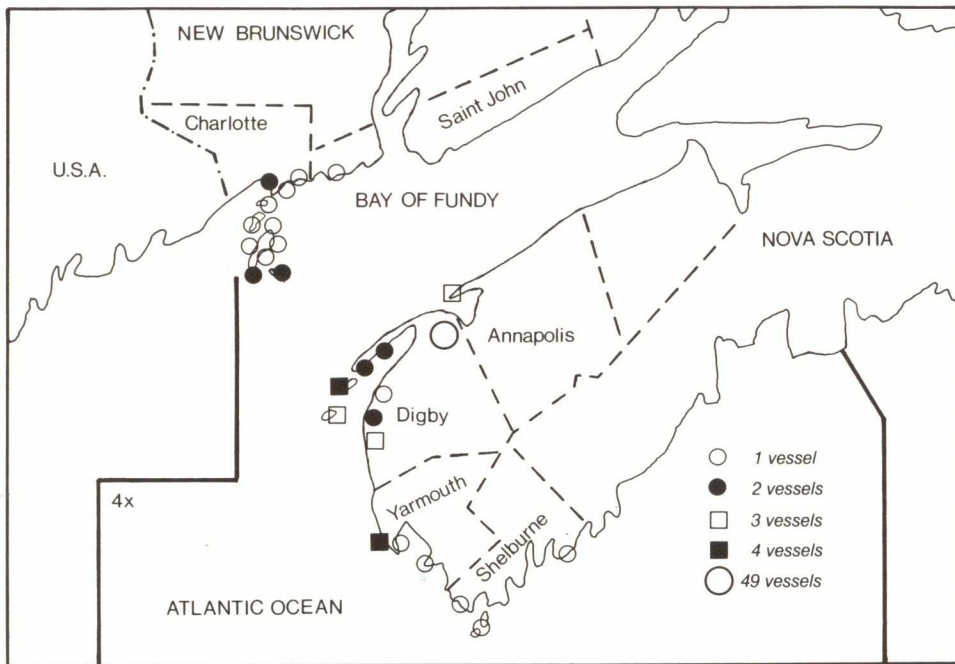 NEW BRUNSWICK
Saint John
Charlotte
U.S.A.
BAY OF FUNDY
NOVA SCOTIA
Annapolis
Digby
4x
Yarmouth
Shelburne
ATLANTIC OCEAN
1 vessel
2 vessels
3 vessels
4 vessels
49 vessels